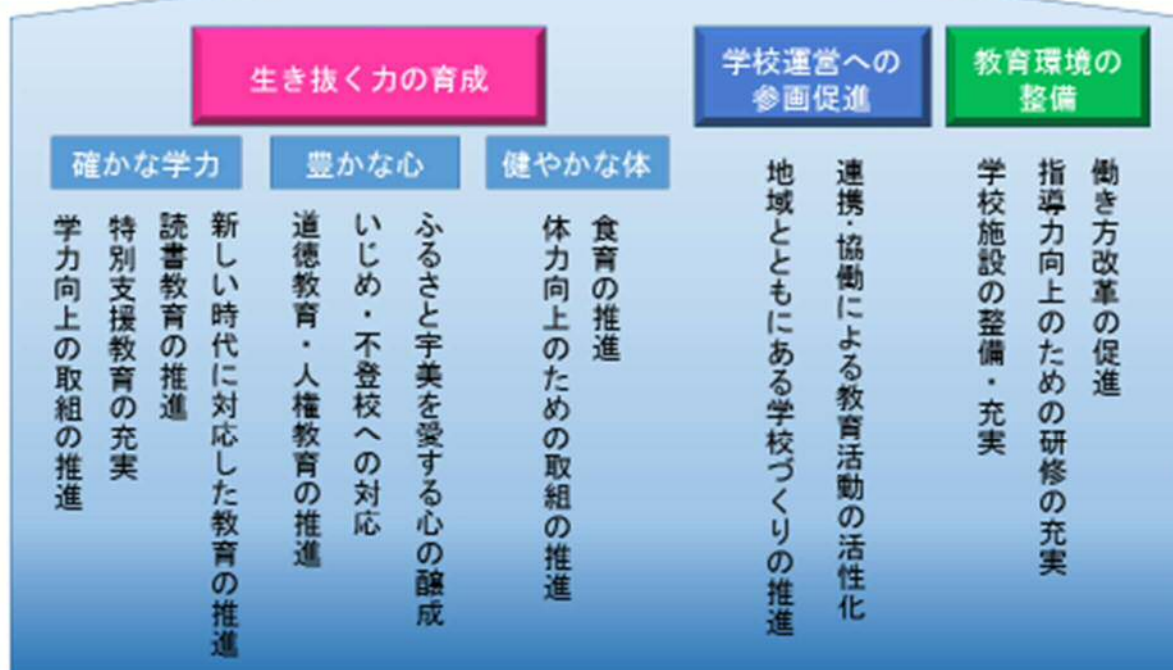 生き抜く力の育成
確かな学力
学力向上の取組の推進
特別支援教育の充実
読書教育の推進
新しい時代に対応した教育の推進
豊かな心
道徳教育・人権教育の推進
いじめ・不登校への対応
ふるさと宇美を愛する心の醸成
健やかな体
体力向上のための取組の推進
食育の推進
学校運営への
参画促進
地域とともにある学校づくりの推進
連携・協働による教育活動の活性化
教育環境の
整備
学校施設の整備・充実
指導力向上のための研修の充実
働き方改革の促進